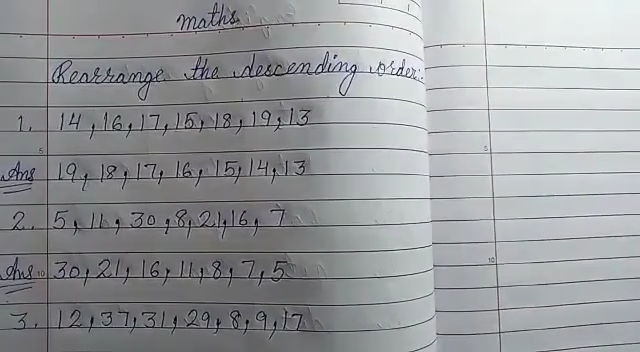 maths
Rearrange the descending order:-
1. 14, 16, 17, 15, 18, 19, 13
Ans 19, 18, 17, 16, 15, 14, 13
2. 5, 11, 30, 8, 21, 16, 7
Ans 30, 21, 16, 11, 8, 7, 5
3. 12, 37, 31, 29, 8, 9, 17